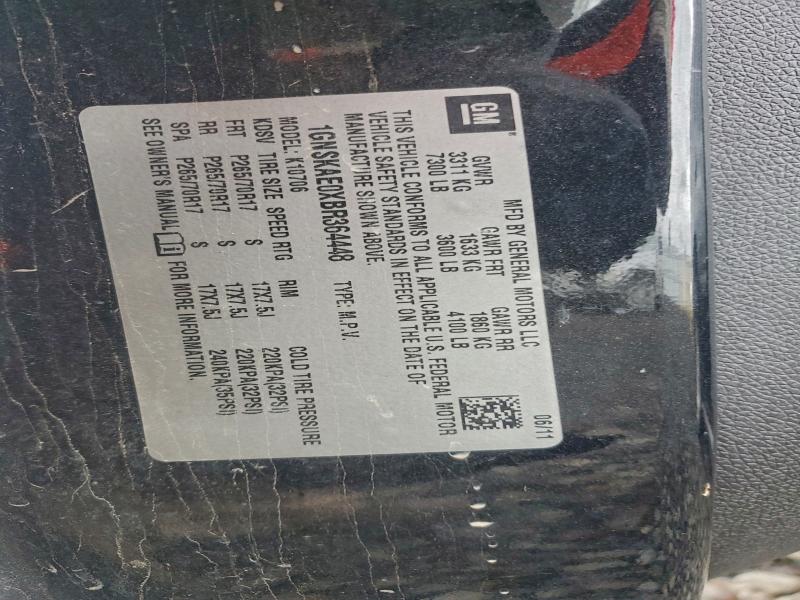 GM
MFD BY GENERAL MOTORS LLC 06/11
GVWR GAWR FRT GAWR RR
3311 KG 1633 KG 1860 KG
7300 LB 3600 LB 4100 LB
THIS VEHICLE CONFORMS TO ALL APPLICABLE U.S. FEDERAL MOTOR
VEHICLE SAFETY STANDARDS IN EFFECT ON THE DATE OF
MANUFACTURE SHOWN ABOVE.
1GNSKAE0XBR364448 TYPE: M.P.V.
MODEL: K10706
KDSV TIRE SIZE SPEED RTG RIM COLD TIRE PRESSURE
FRT P265/70R17 S 17X7.5J 220KPA(32PSI)
RR P265/70R17 S 17X7.5J 220KPA(32PSI)
SPA P265/70R17 S 17X7.5J 240KPA(35PSI)
SEE OWNER'S MANUAL FOR MORE INFORMATION.